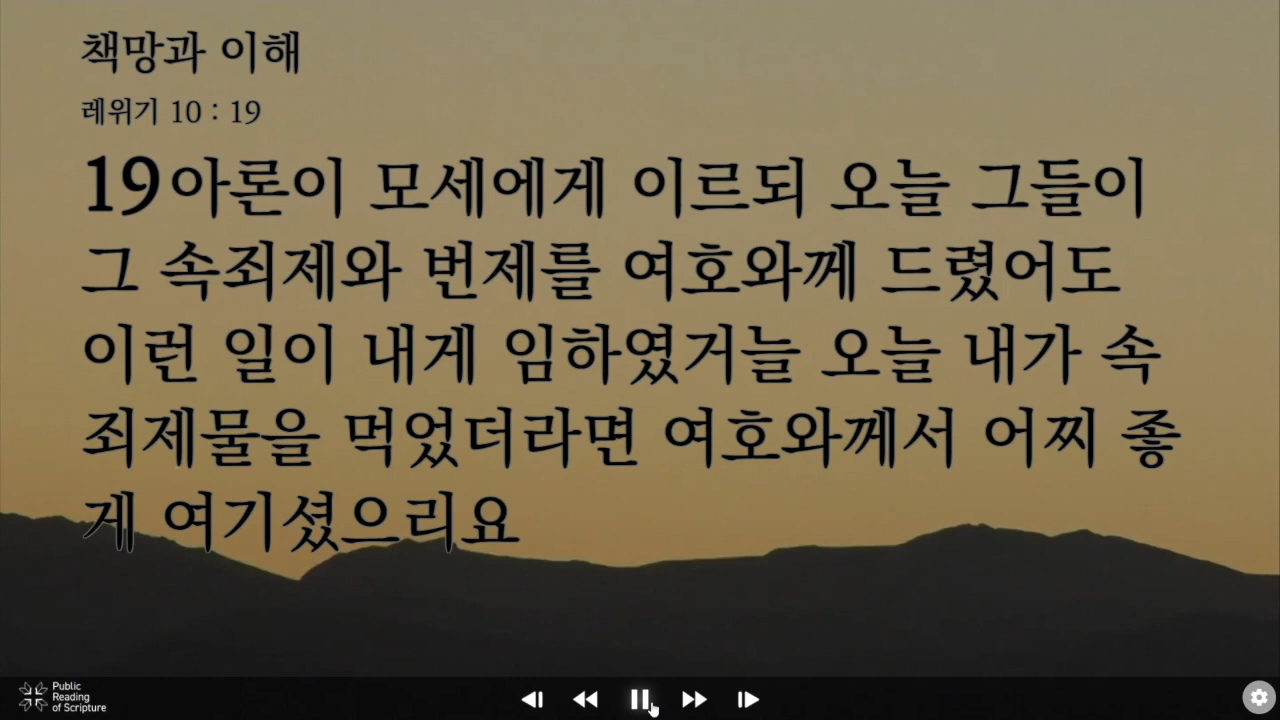 책망과 이해
레위기 10 : 19
19아론이 모세에게 이르되 오늘 그들이
그 속죄제와 번제를 여호와께 드렸어도
이런 일이 내게 임하였거늘 오늘 내가 속
죄제물을 먹었더라면 여호와께서 어찌 좋
게 여기셨으리요
Public
Reading
of Scripture